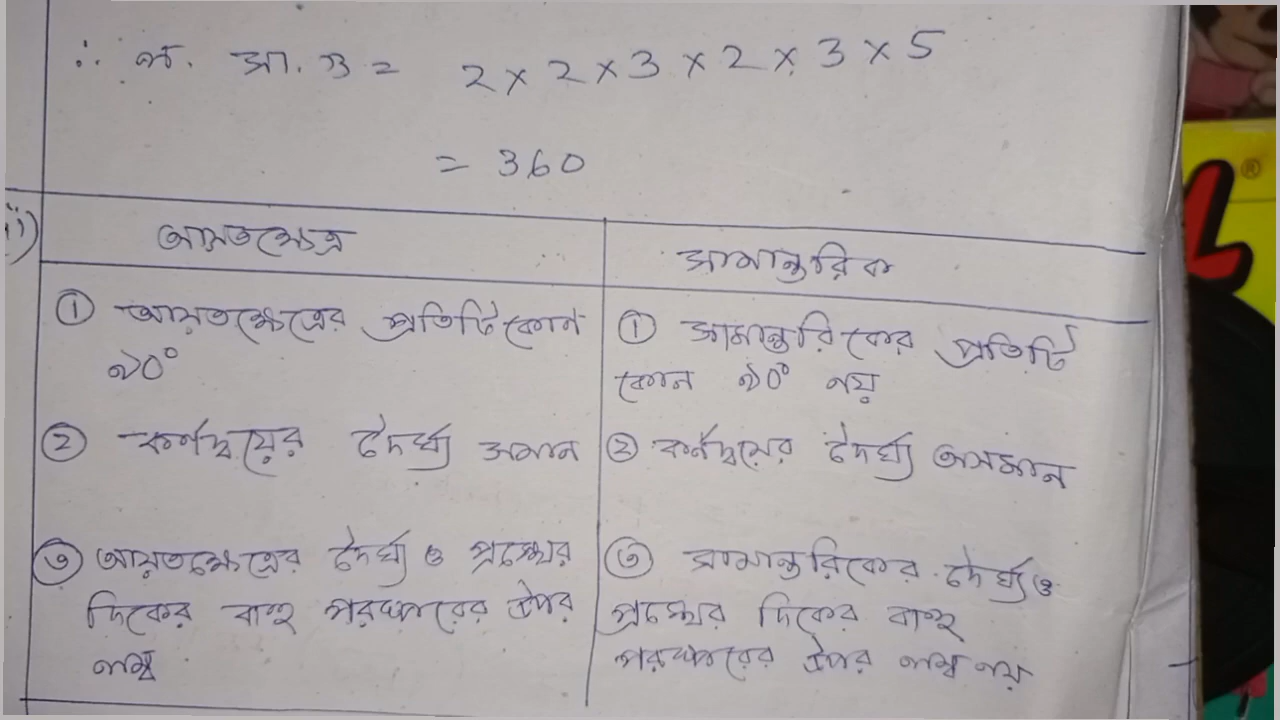 ∴ ল. সা. গু = 2 × 2 × 3 × 2 × 3 × 5
= 360
ii)
আয়তক্ষেত্র
সামান্তরিক
① আয়তক্ষেত্রের প্রতিটি কোন
৯0°
② কর্ণদ্বয়ের দৈর্ঘ্য সমান
③ আয়তক্ষেত্রের দৈর্ঘ্য ও প্রস্থের
দিকের বাহু পরস্পরের উপর
লম্ব
① সামান্তরিকের প্রতিটি
কোন ৯0° নয়
② কর্ণদ্বয়ের দৈর্ঘ্য অসমান
③ সামান্তরিকের দৈর্ঘ্য ও
প্রস্থের দিকের বাহু
পরস্পরের উপর লম্ব নয়
®